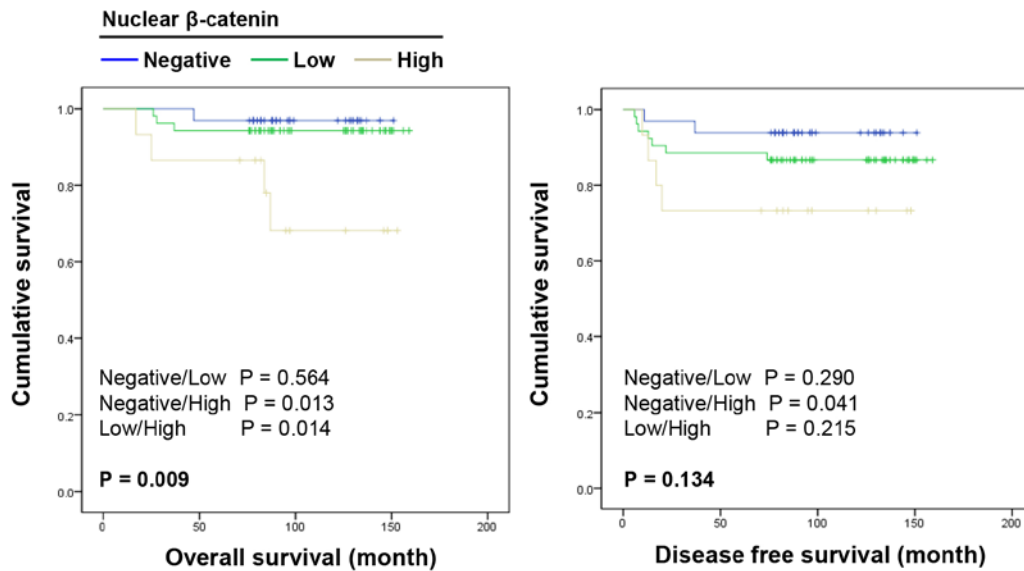 Nuclear β-catenin
Negative Low High
Cumulative survival
1.0
0.8
0.6
0.4
0.2
0.0
Negative/Low P = 0.564
Negative/High P = 0.013
Low/High P = 0.014
P = 0.009
0 50 100 150 200
Overall survival (month)
Cumulative survival
1.0
0.8
0.6
0.4
0.2
0.0
Negative/Low P = 0.290
Negative/High P = 0.041
Low/High P = 0.215
P = 0.134
0 50 100 150 200
Disease free survival (month)